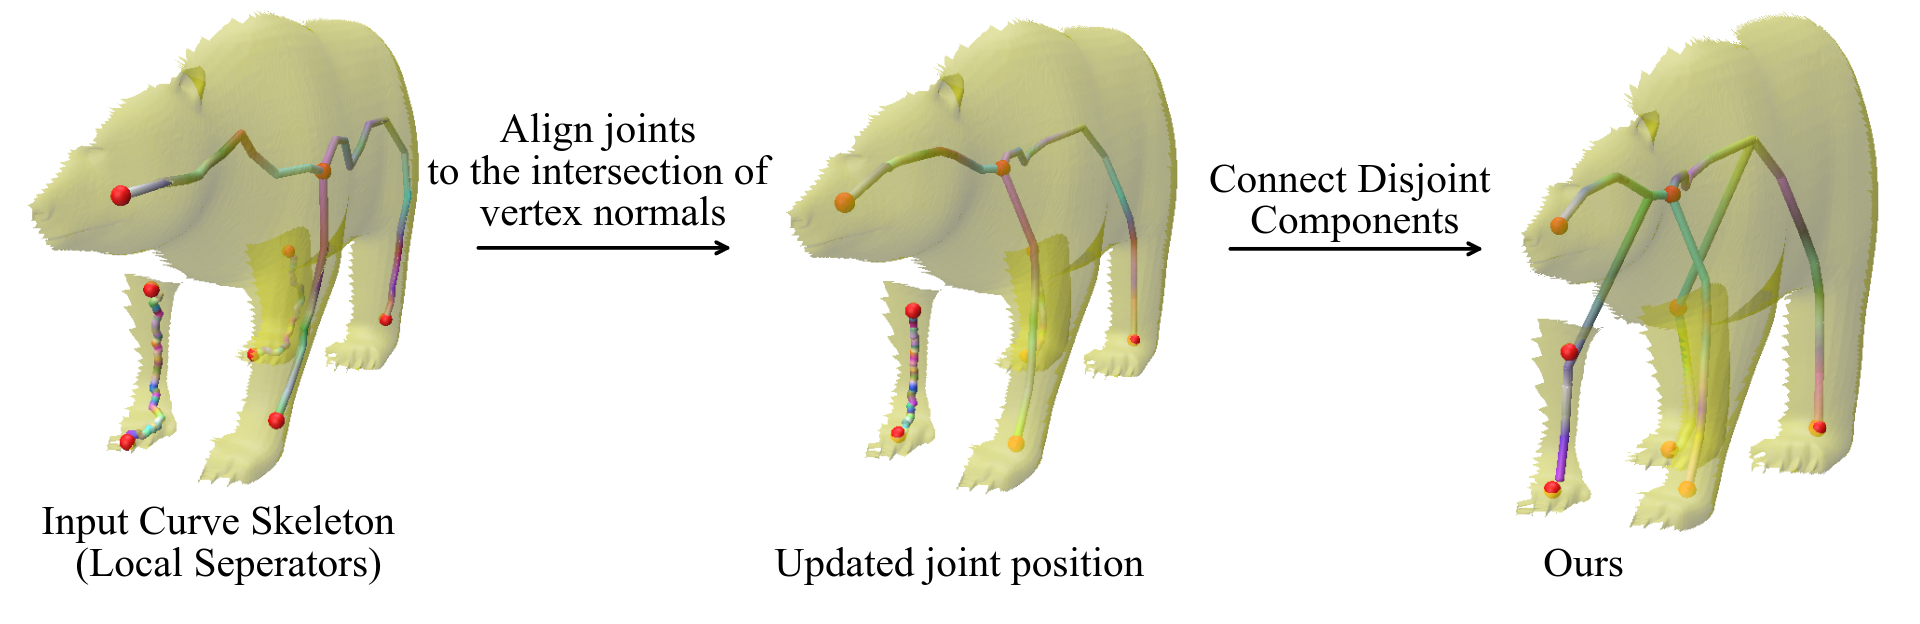 Align joints
to the intersection of
vertex normals
Connect Disjoint
Components
Input Curve Skeleton
(Local Seperators)
Updated joint position
Ours